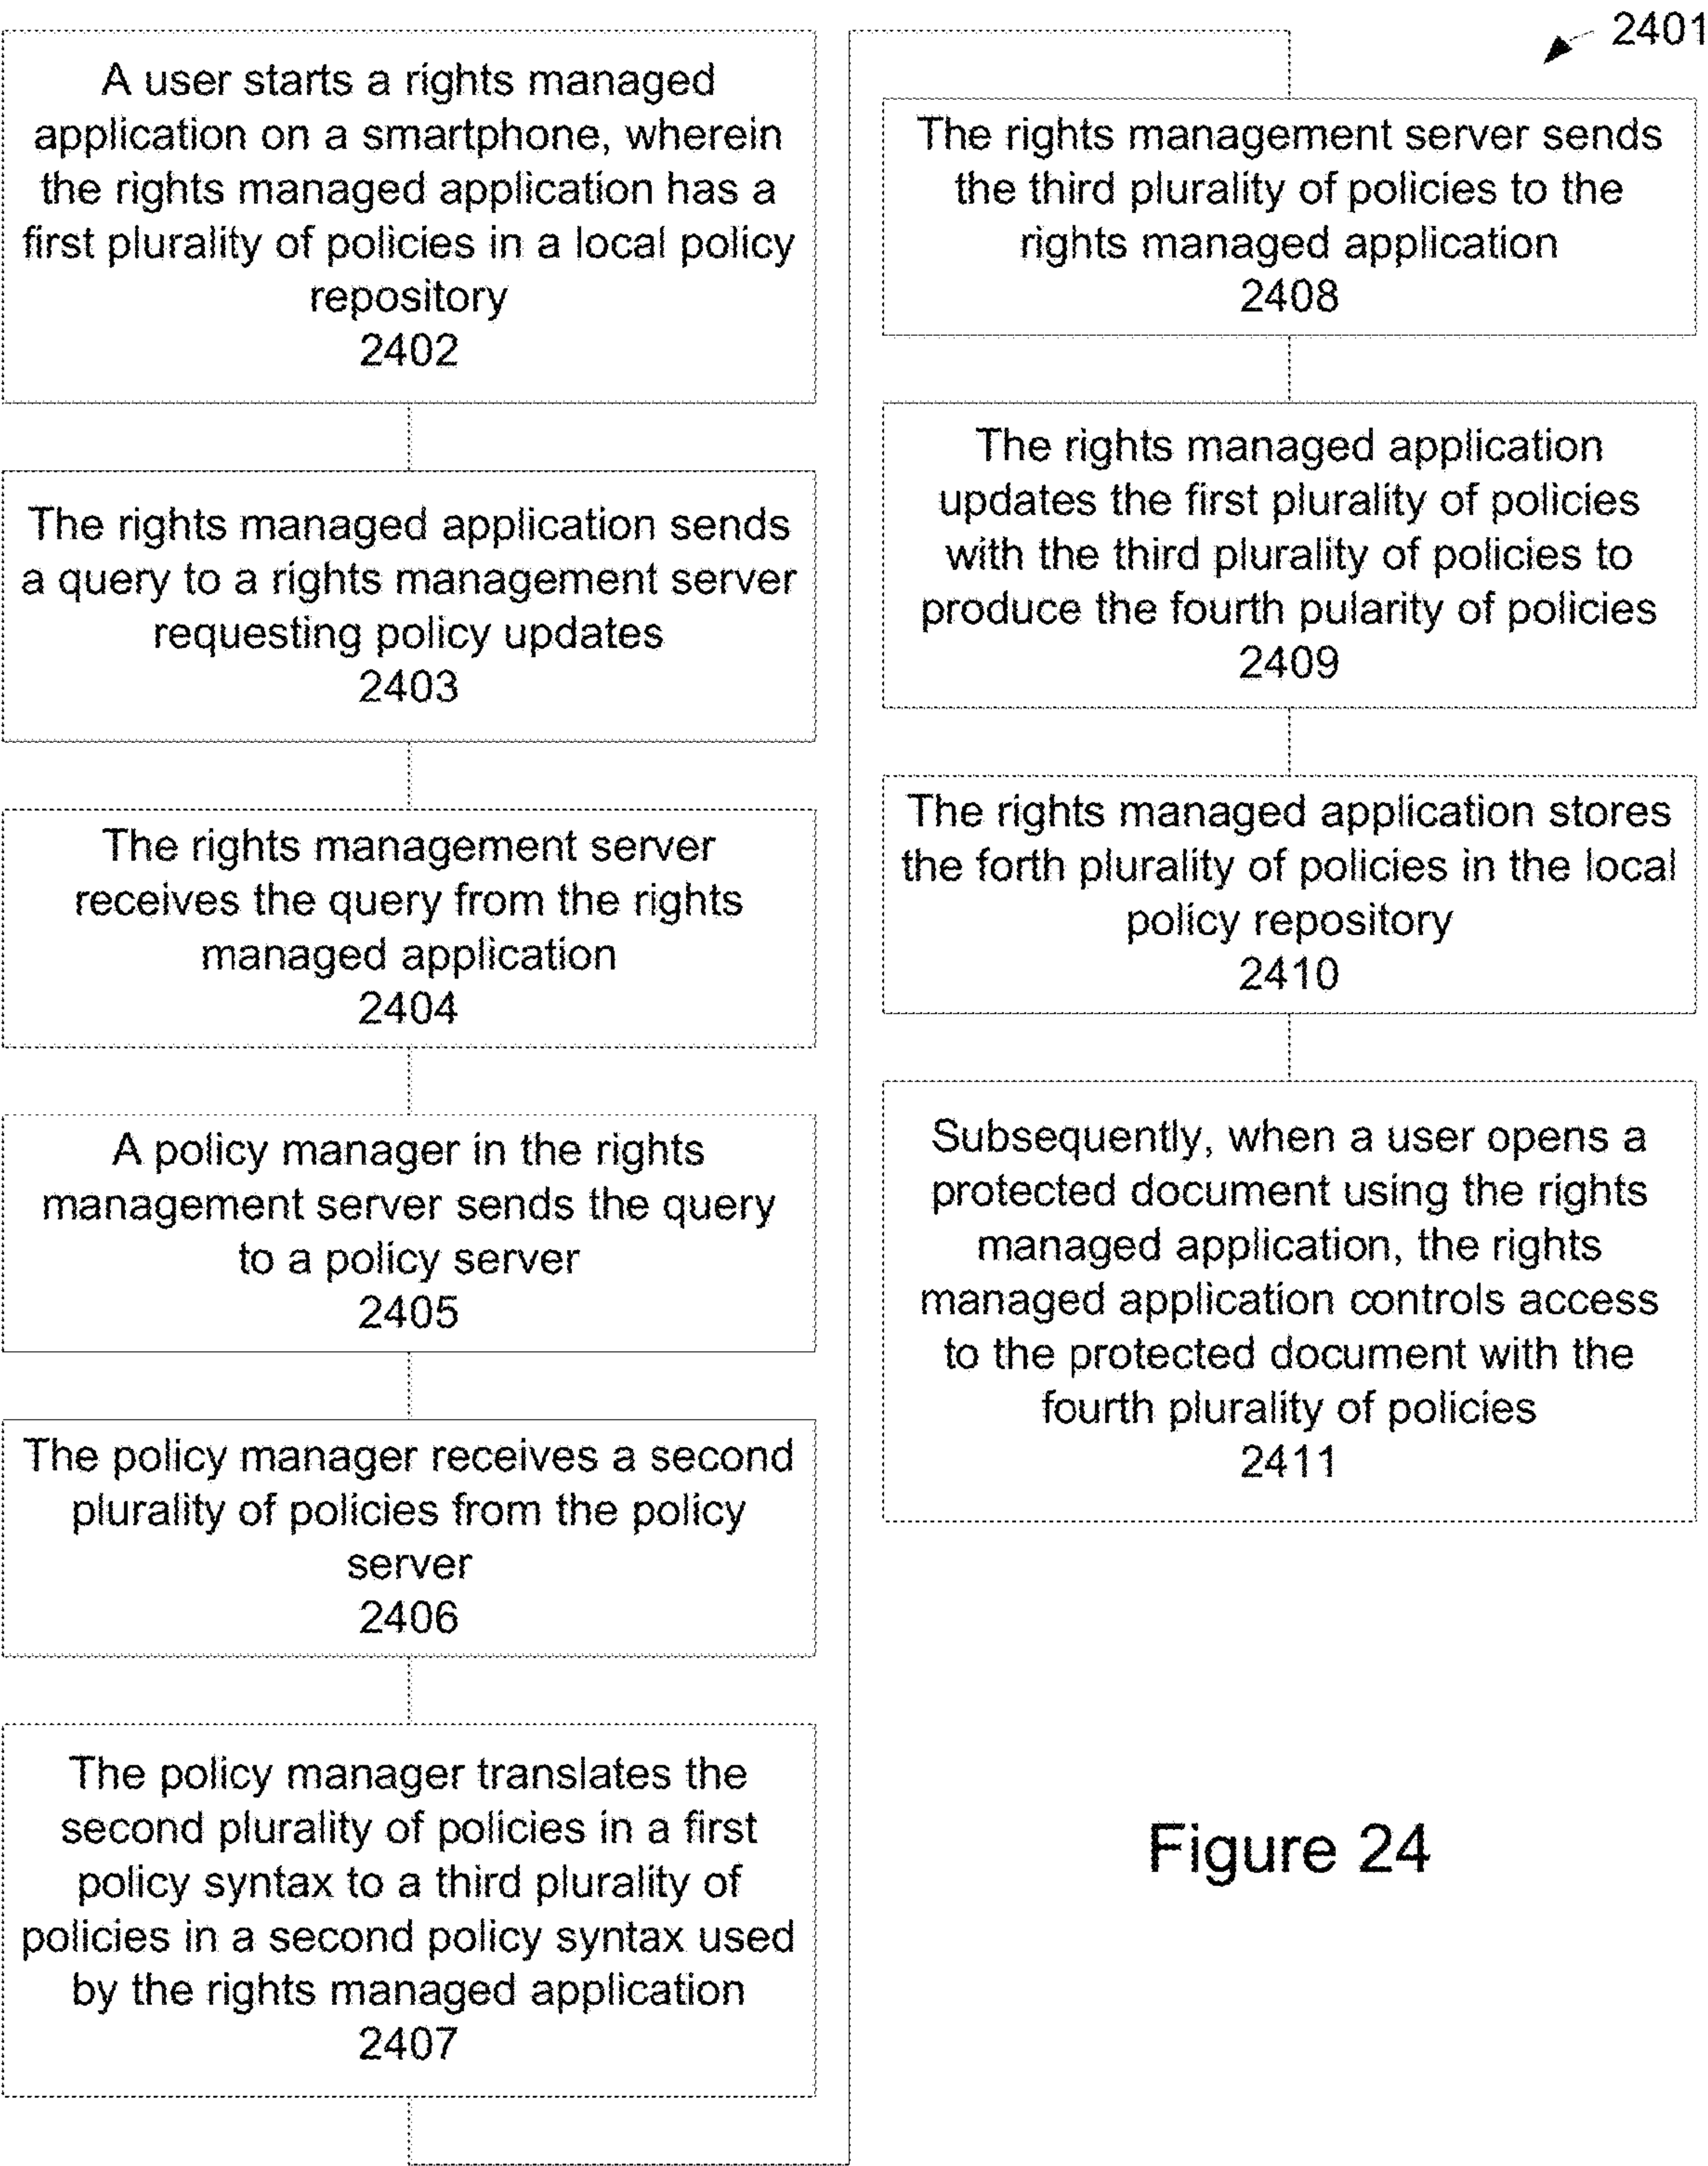 2401
A user starts a rights managed
application on a smartphone, wherein
the rights managed application has a
first plurality of policies in a local policy
repository
2402
The rights managed application sends
a query to a rights management server
requesting policy updates
2403
The rights management server
receives the query from the rights
managed application
2404
A policy manager in the rights
management server sends the query
to a policy server
2405
The policy manager receives a second
plurality of policies from the policy
server
2406
The policy manager translates the
second plurality of policies in a first
policy syntax to a third plurality of
policies in a second policy syntax used
by the rights managed application
2407
The rights management server sends
the third plurality of policies to the
rights managed application
2408
The rights managed application
updates the first plurality of policies
with the third plurality of policies to
produce the fourth pularity of policies
2409
The rights managed application stores
the forth plurality of policies in the local
policy repository
2410
Subsequently, when a user opens a
protected document using the rights
managed application, the rights
managed application controls access
to the protected document with the
fourth plurality of policies
2411
Figure 24